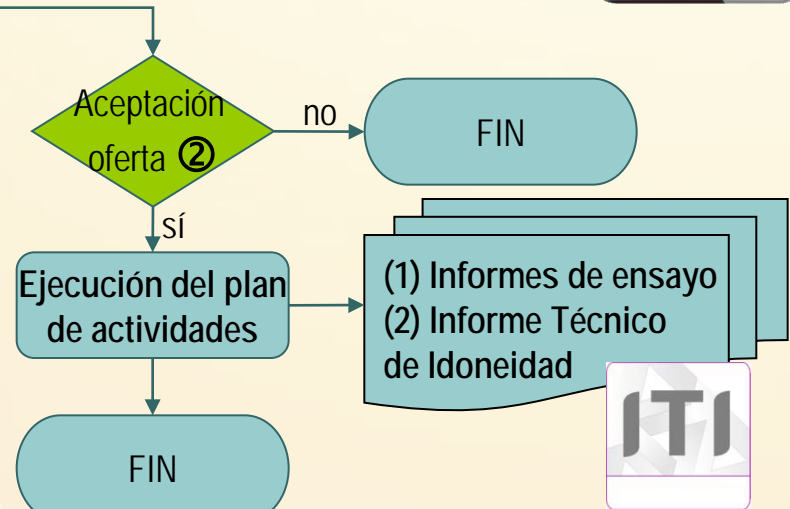 Aceptación
oferta ②
no
FIN
sí
Ejecución del plan
de actividades
(1) Informes de ensayo
(2) Informe Técnico
de Idoneidad
ITI
FIN